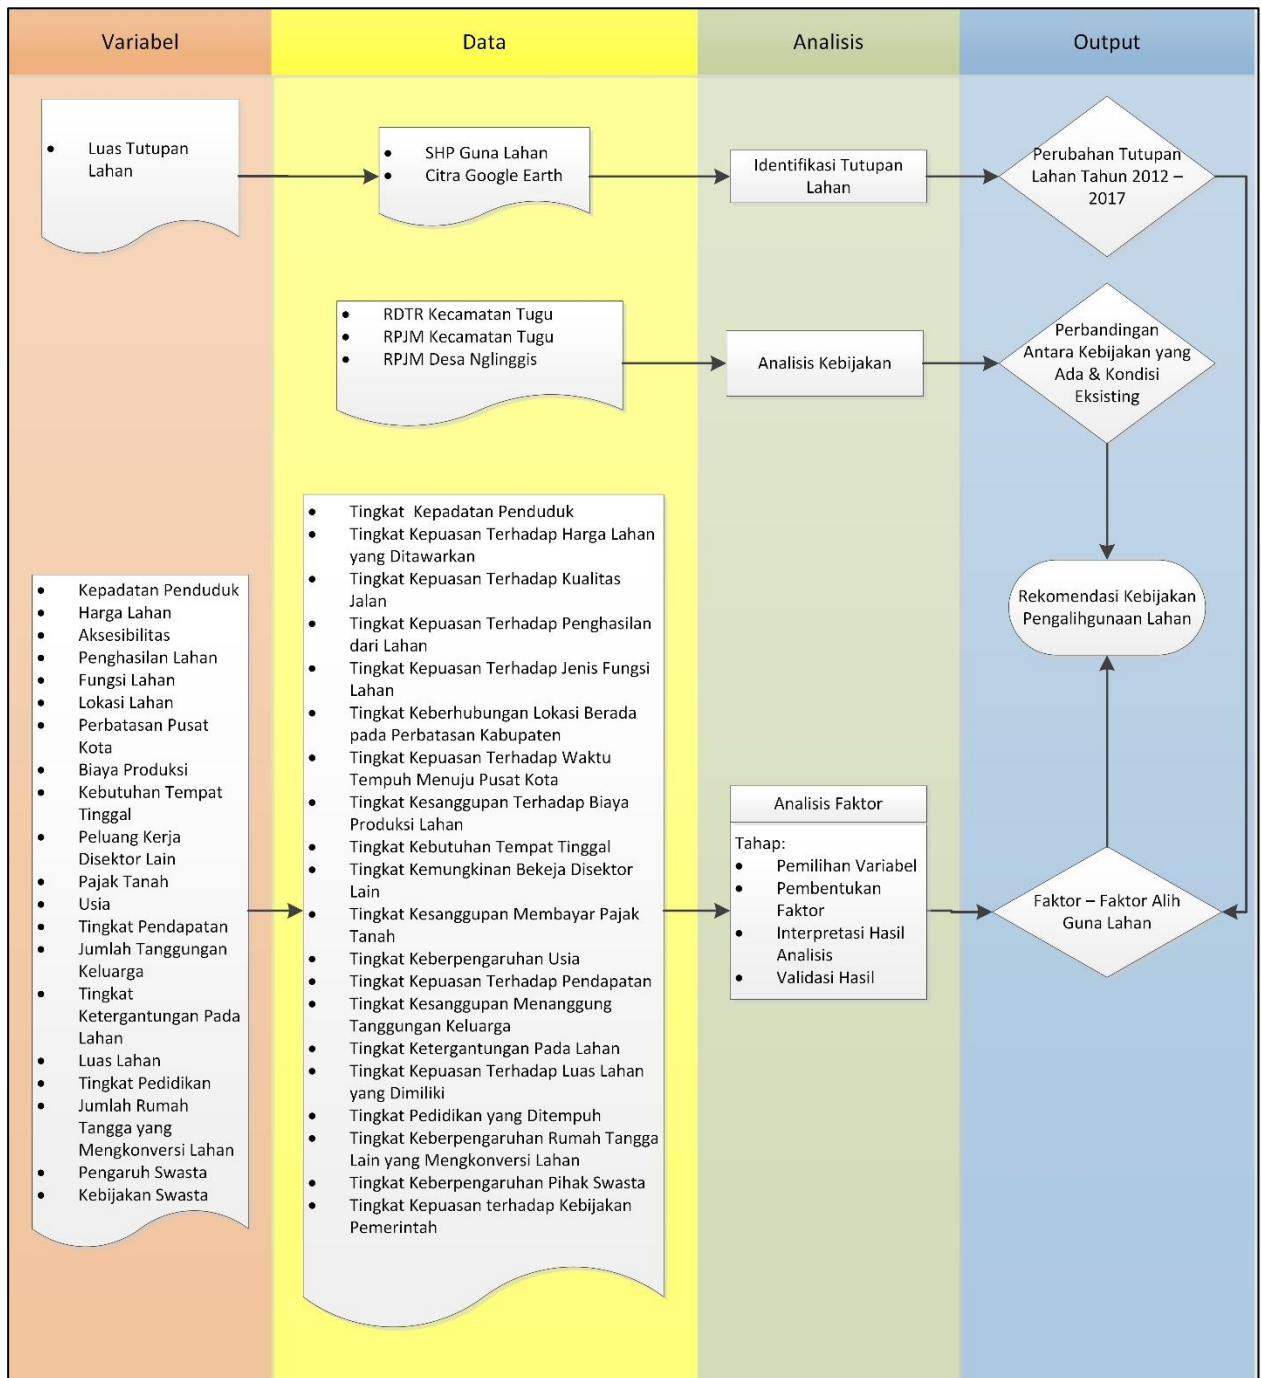 Variabel
Data
Analisis
Output
• Luas Tutupan
Lahan
• SHP Guna Lahan
• Citra Google Earth
Identifikasi Tutupan
Lahan
Perubahan Tutupan
Lahan Tahun 2012 –
2017
• RDTR Kecamatan Tugu
• RPJM Kecamatan Tugu
• RPJM Desa Nglinggis
Analisis Kebijakan
Perbandingan
Antara Kebijakan yang
Ada & Kondisi
Eksisting
• Kepadatan Penduduk
• Harga Lahan
• Aksesibilitas
• Penghasilan Lahan
• Fungsi Lahan
• Lokasi Lahan
• Perbatasan Pusat
Kota
• Biaya Produksi
• Kebutuhan Tempat
Tinggal
• Peluang Kerja
Disektor Lain
• Pajak Tanah
• Usia
• Tingkat Pendapatan
• Jumlah Tanggungan
Keluarga
• Tingkat
Ketergantungan Pada
Lahan
• Luas Lahan
• Tingkat Pedidikan
• Jumlah Rumah
Tangga yang
Mengkonversi Lahan
• Pengaruh Swasta
• Kebijakan Swasta
• Tingkat Kepadatan Penduduk
• Tingkat Kepuasan Terhadap Harga Lahan
yang Ditawarkan
• Tingkat Kepuasan Terhadap Kualitas
Jalan
• Tingkat Kepuasan Terhadap Penghasilan
dari Lahan
• Tingkat Kepuasan Terhadap Jenis Fungsi
Lahan
• Tingkat Keberhubungan Lokasi Berada
pada Perbatasan Kabupaten
• Tingkat Kepuasan Terhadap Waktu
Tempuh Menuju Pusat Kota
• Tingkat Kesanggupan Terhadap Biaya
Produksi Lahan
• Tingkat Kebutuhan Tempat Tinggal
• Tingkat Kemungkinan Bekeja Disektor
Lain
• Tingkat Kesanggupan Membayar Pajak
Tanah
• Tingkat Keberpengaruhan Usia
• Tingkat Kepuasan Terhadap Pendapatan
• Tingkat Kesanggupan Menanggung
Tanggungan Keluarga
• Tingkat Ketergantungan Pada Lahan
• Tingkat Kepuasan Terhadap Luas Lahan
yang Dimiliki
• Tingkat Pedidikan yang Ditempuh
• Tingkat Keberpengaruhan Rumah Tangga
Lain yang Mengkonversi Lahan
• Tingkat Keberpengaruhan Pihak Swasta
• Tingkat Kepuasan terhadap Kebijakan
Pemerintah
Analisis Faktor
Tahap:
• Pemilihan Variabel
• Pembentukan
Faktor
• Interpretasi Hasil
Analisis
• Validasi Hasil
Rekomendasi Kebijakan
Pengalihgunaan Lahan
Faktor – Faktor Alih
Guna Lahan